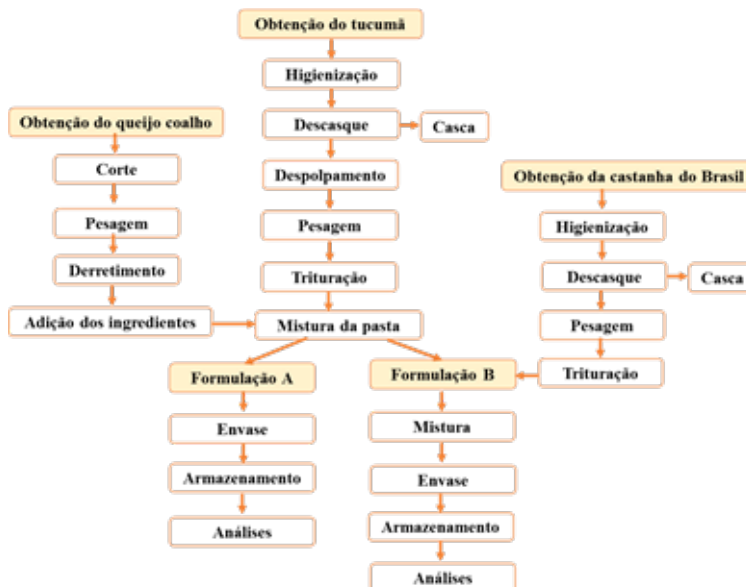 Obtenção do tucumã
Higienização
Descasque
Casca
Despolpamento
Pesagem
Trituração
Obtenção do queijo coalho
Corte
Pesagem
Derretimento
Adição dos ingredientes
Mistura da pasta
Obtenção da castanha do Brasil
Higienização
Descasque
Casca
Pesagem
Trituração
Formulação A
Envase
Armazenamento
Análises
Formulação B
Mistura
Envase
Armazenamento
Análises